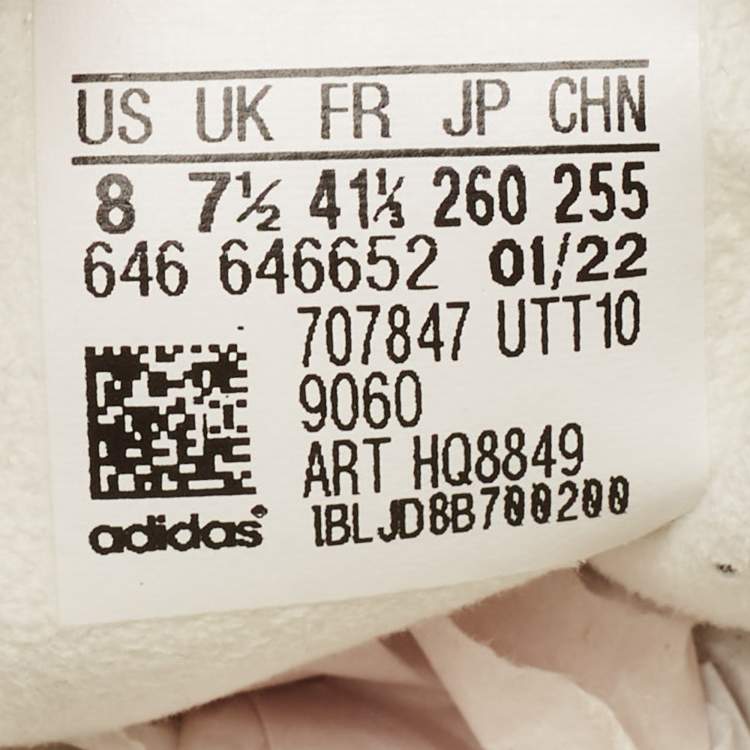 US UK FR JP CHN
8 7½ 41⅓ 260 255
646 646652 01/22
707847 UTT10
9060
ART HQ8849
1BLJD8B700200
adidas®